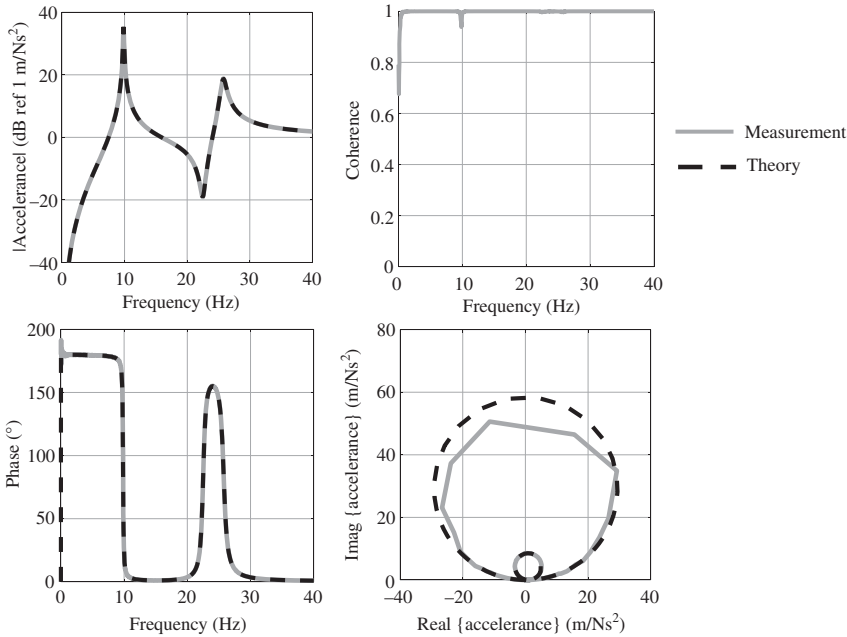 40
20
0
−20
−40
|Accelerance| (dB ref 1 m/Ns²)
0 10 20 30 40
Frequency (Hz)
1
0.8
0.6
0.4
0.2
0
Coherence
0 10 20 30 40
Frequency (Hz)
Measurement
Theory
200
150
100
50
0
Phase (°)
0 10 20 30 40
Frequency (Hz)
80
60
40
20
0
Imag {accelerance} (m/Ns²)
−40 −20 0 20 40
Real {accelerance} (m/Ns²)